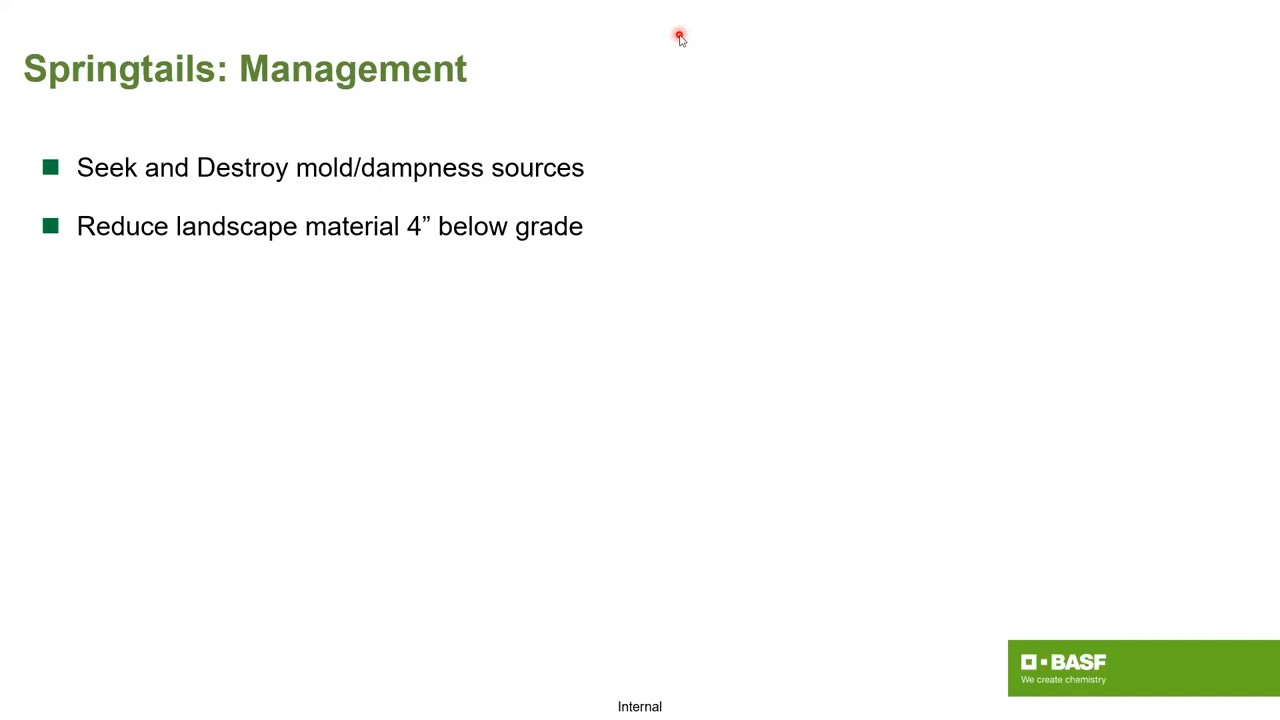 Springtails: Management
Seek and Destroy mold/dampness sources
Reduce landscape material 4” below grade
BASF
We create chemistry
Internal